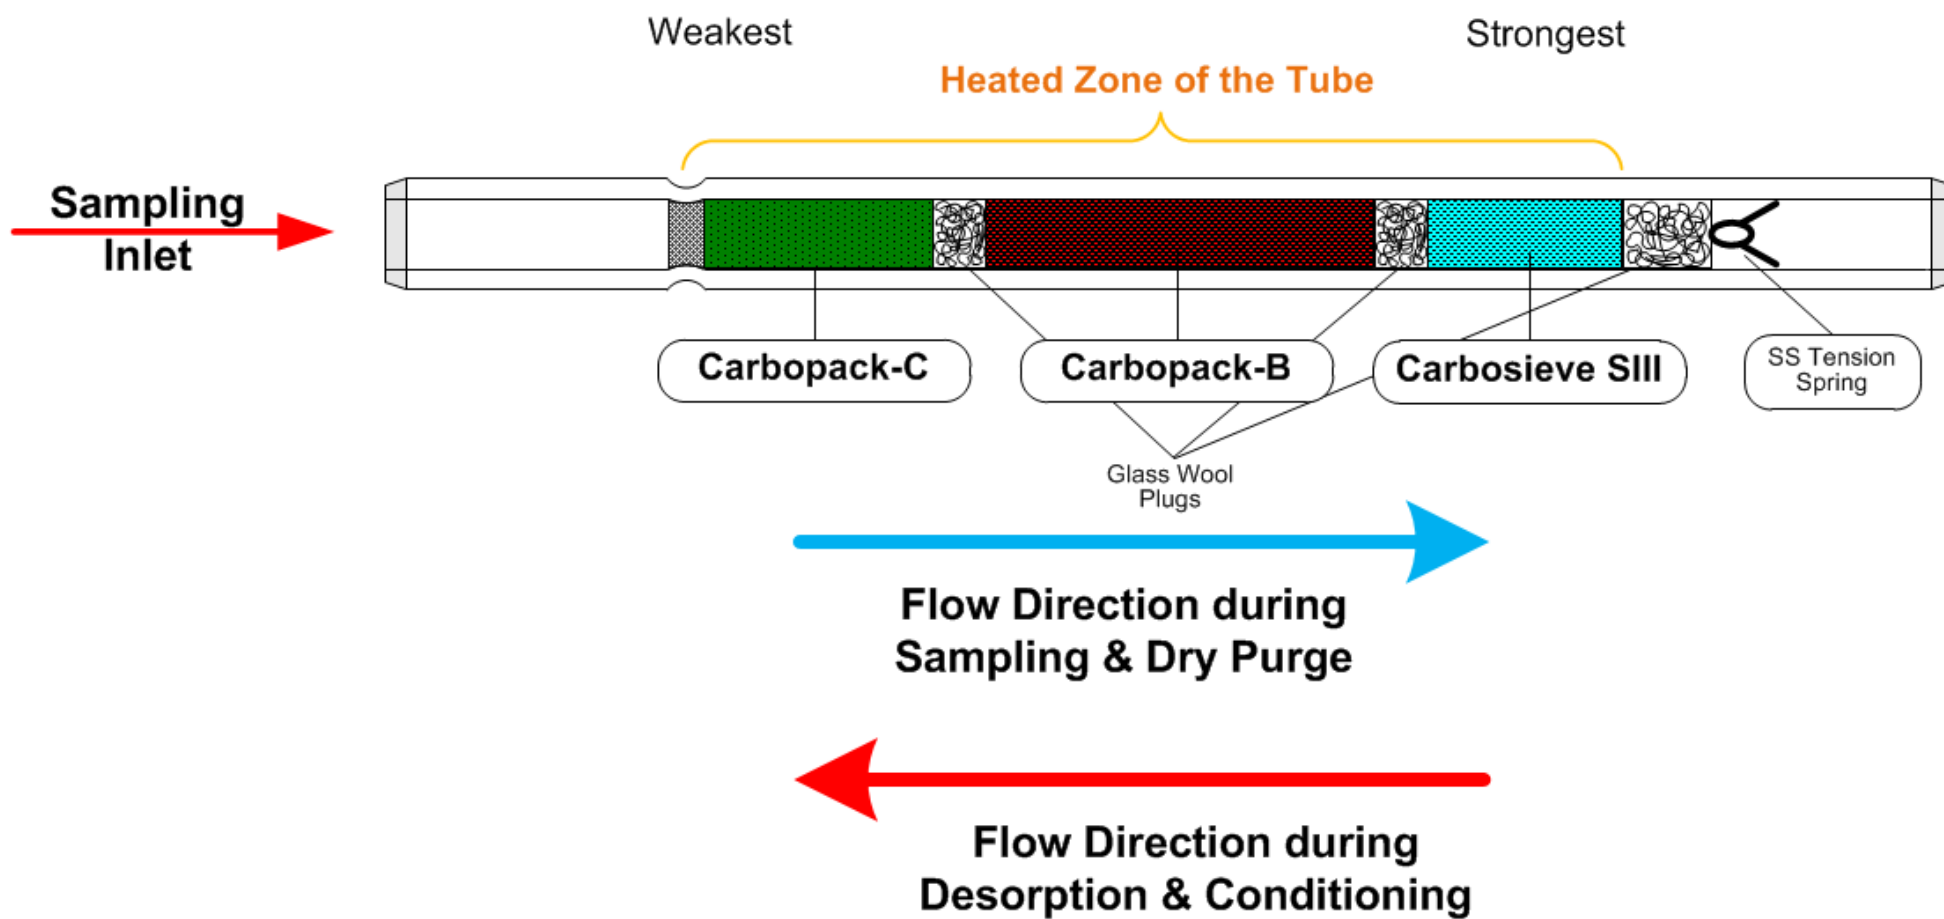 Weakest
Strongest
Heated Zone of the Tube
Sampling
Inlet
Carbopack-C
Carbopack-B
Carbosieve SIII
SS Tension
Spring
Glass Wool
Plugs
Flow Direction during
Sampling & Dry Purge
Flow Direction during
Desorption & Conditioning